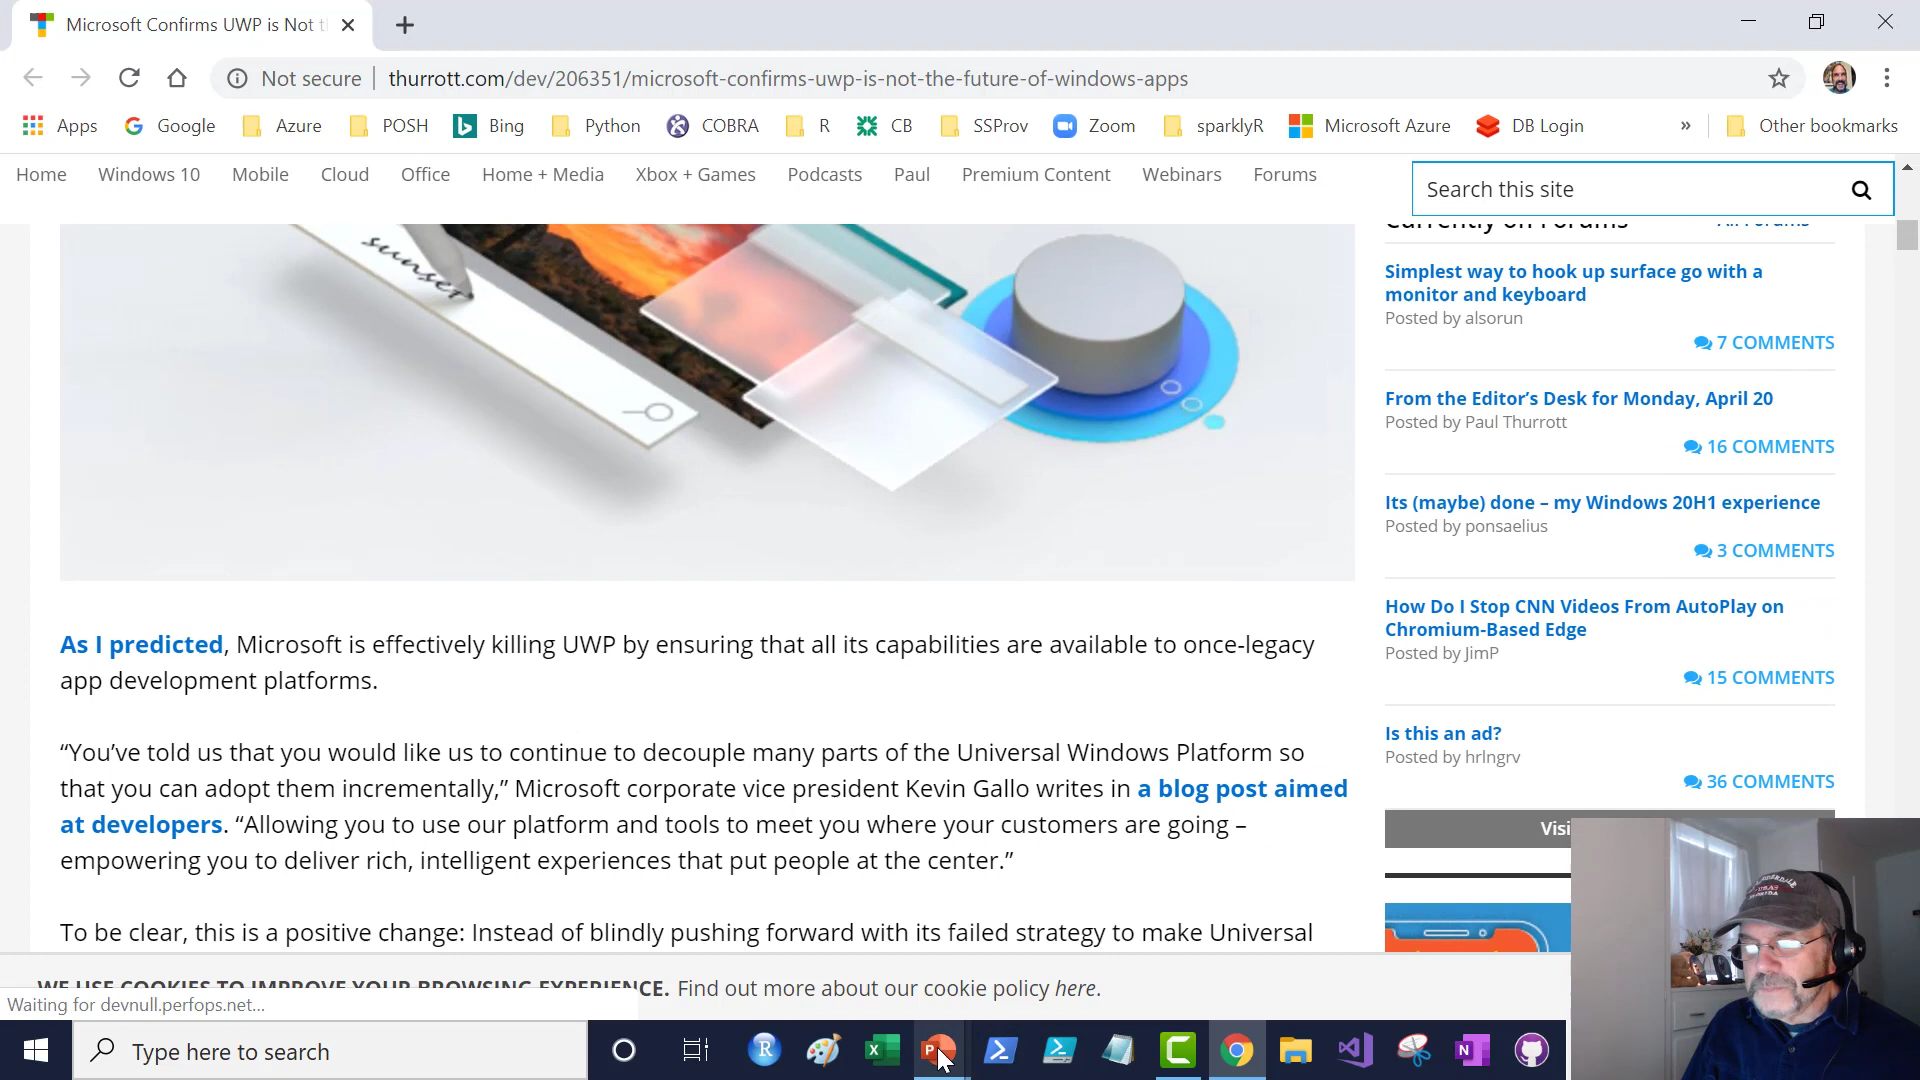 Microsoft Confirms UWP is Not t
Not secure
thurrott.com/dev/206351/microsoft-confirms-uwp-is-not-the-future-of-windows-apps
Apps Google Azure POSH Bing Python COBRA R CB SSProv Zoom sparklyR Microsoft Azure DB Login » Other bookmarks
Home Windows 10 Mobile Cloud Office Home + Media Xbox + Games Podcasts Paul Premium Content Webinars Forums
Search this site
sunset
Currently on Forums All Forums
Simplest way to hook up surface go with a
monitor and keyboard
Posted by alsorun
7 COMMENTS
From the Editor’s Desk for Monday, April 20
Posted by Paul Thurrott
16 COMMENTS
Its (maybe) done – my Windows 20H1 experience
Posted by ponsaelius
3 COMMENTS
How Do I Stop CNN Videos From AutoPlay on
Chromium-Based Edge
Posted by JimP
15 COMMENTS
Is this an ad?
Posted by hrlngrv
36 COMMENTS
Visi
As I predicted, Microsoft is effectively killing UWP by ensuring that all its capabilities are available to once-legacy
app development platforms.
“You’ve told us that you would like us to continue to decouple many parts of the Universal Windows Platform so
that you can adopt them incrementally,” Microsoft corporate vice president Kevin Gallo writes in a blog post aimed
at developers. “Allowing you to use our platform and tools to meet you where your customers are going –
empowering you to deliver rich, intelligent experiences that put people at the center.”
To be clear, this is a positive change: Instead of blindly pushing forward with its failed strategy to make Universal
WE USE COOKIES TO IMPROVE YOUR BROWSING EXPERIENCE. Find out more about our cookie policy here.
Waiting for devnull.perfops.net...
Type here to search